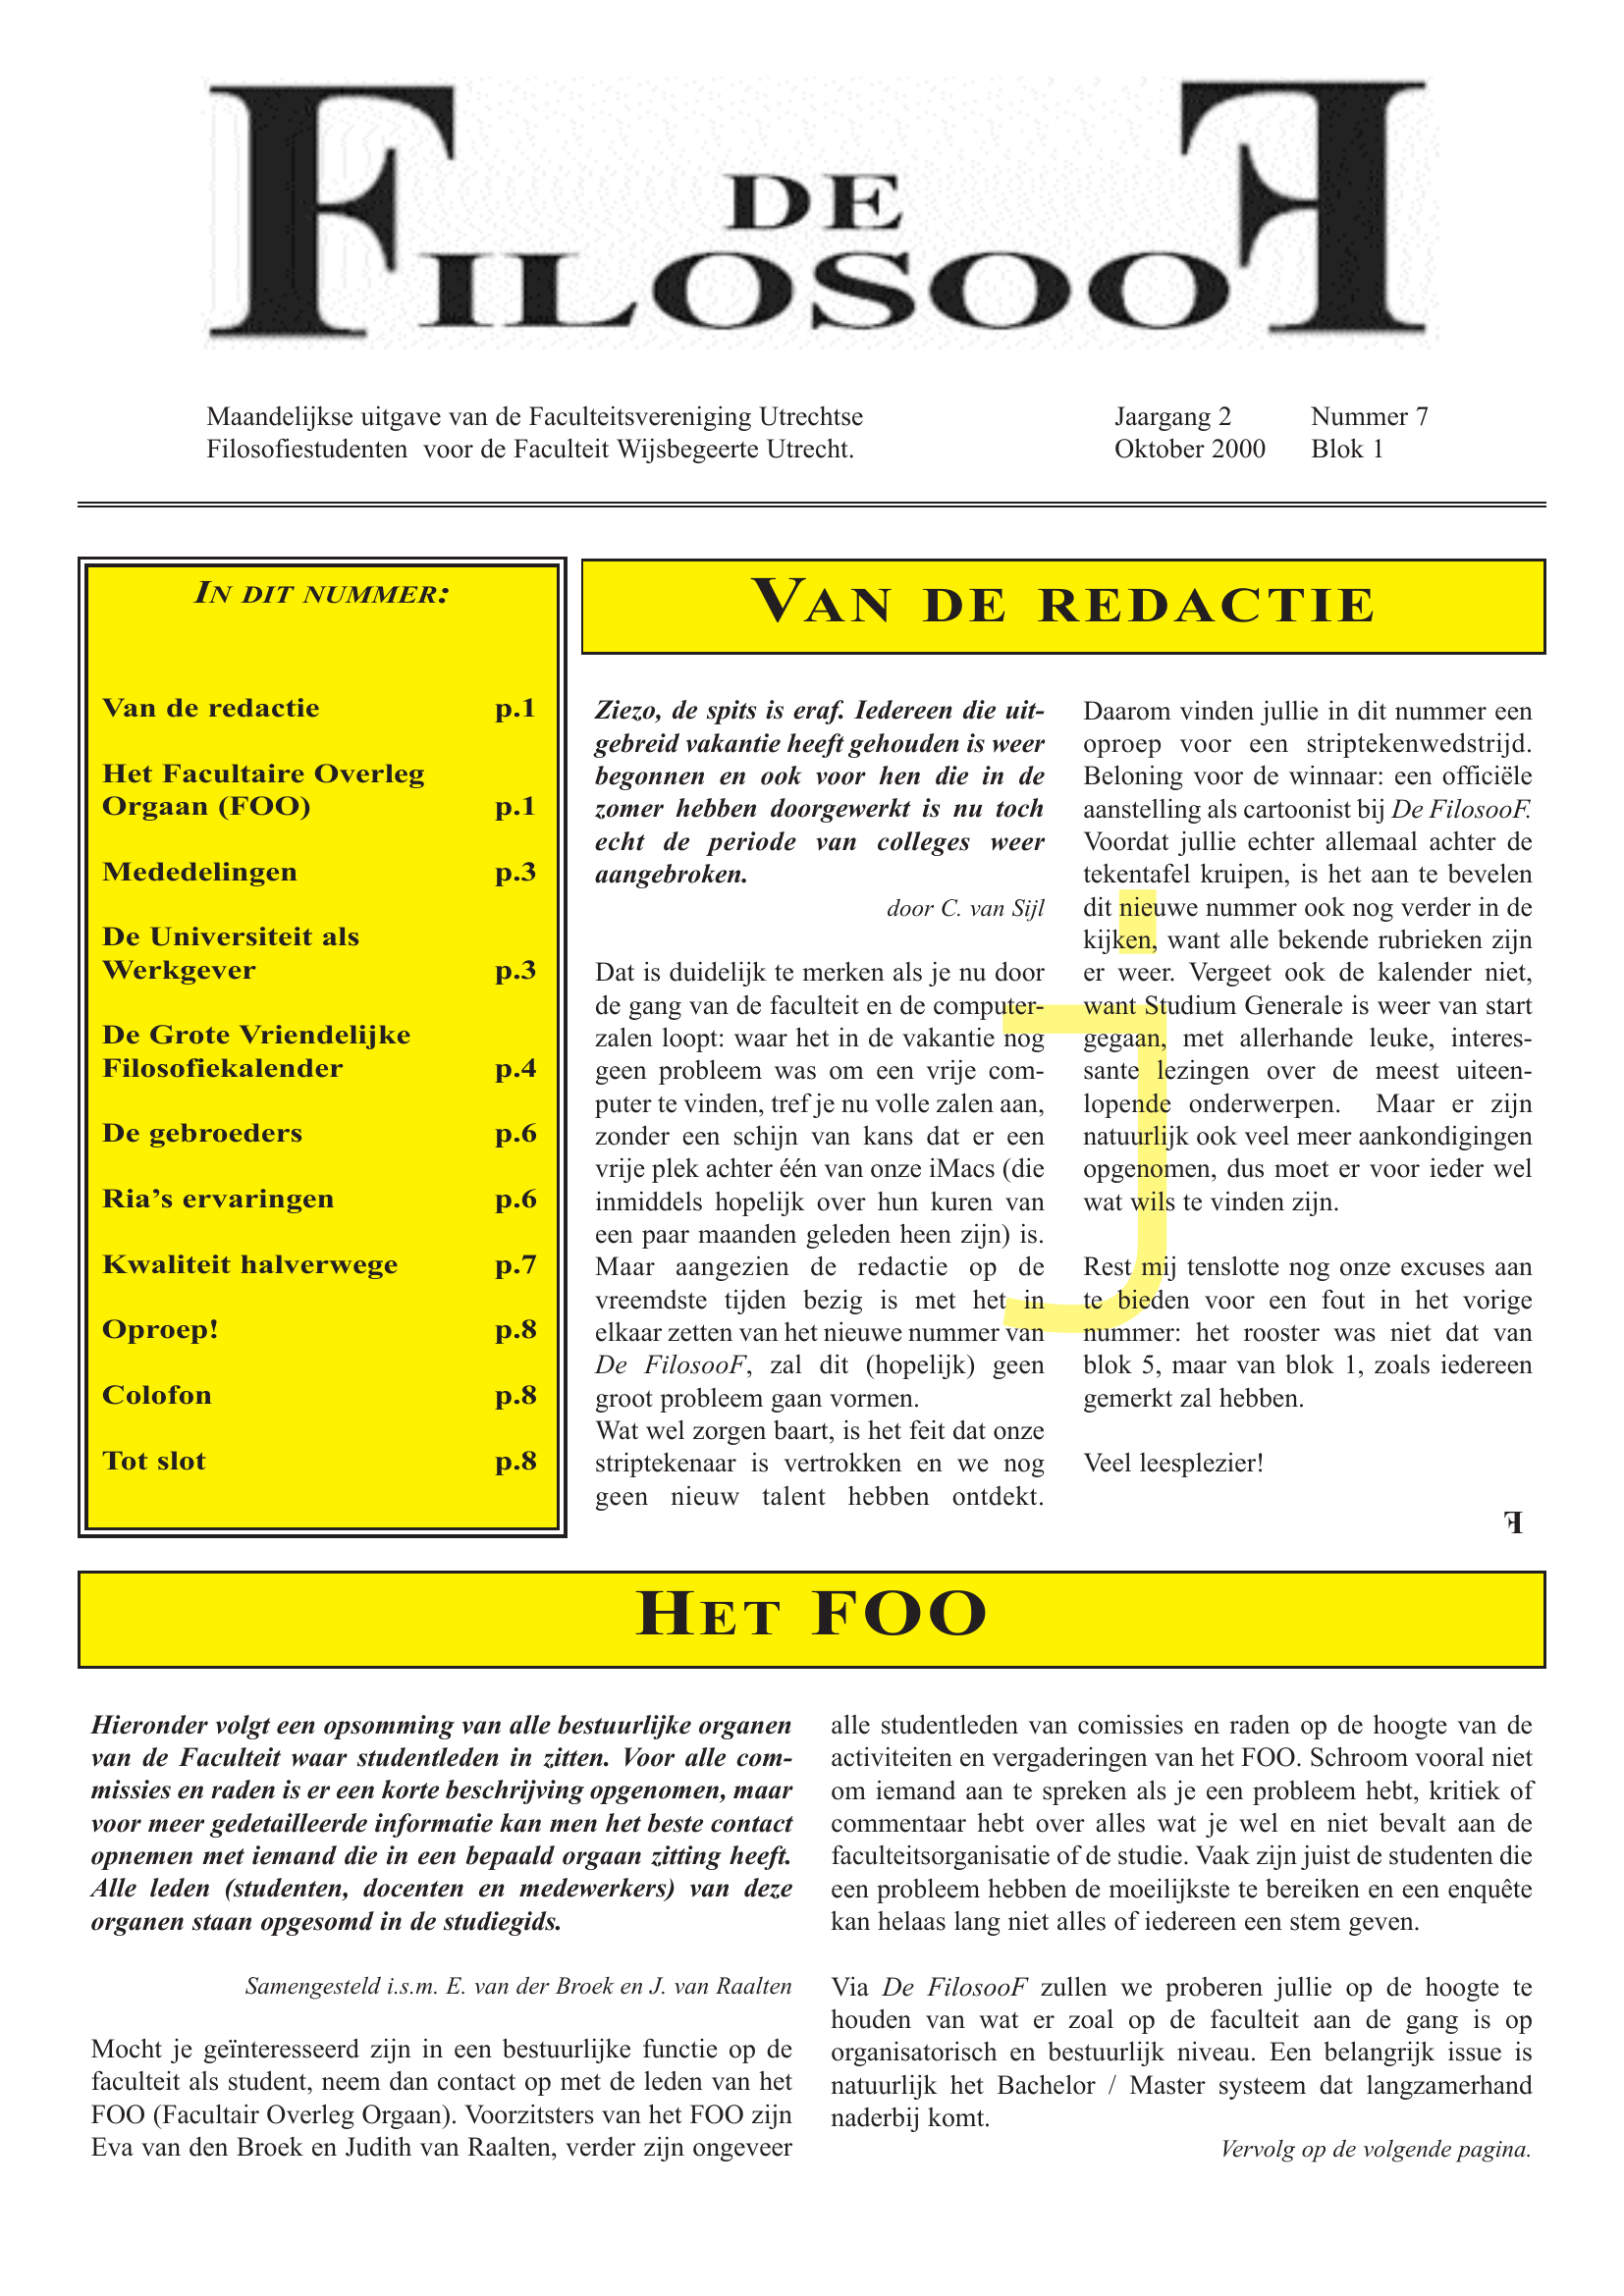 DE
FILOSOOF
Maandelijkse uitgave van de Faculteitsvereniging Utrechtse
Filosofiestudenten  voor de Faculteit Wijsbegeerte Utrecht.
Jaargang 2 Nummer 7
Oktober 2000 Blok 1
IN DIT NUMMER:
Van de redactie p.1
Het Facultaire Overleg
Orgaan (FOO) p.1
Mededelingen p.3
De Universiteit als
Werkgever p.3
De Grote Vriendelijke
Filosofiekalender p.4
De gebroeders p.6
Ria’s ervaringen p.6
Kwaliteit halverwege p.7
Oproep! p.8
Colofon p.8
Tot slot p.8
VAN DE REDACTIE
Ziezo, de spits is eraf. Iedereen die uit-
gebreid vakantie heeft gehouden is weer
begonnen en ook voor hen die in de
zomer hebben doorgewerkt is nu toch
echt de periode van colleges weer
aangebroken.
door C. van Sijl
Dat is duidelijk te merken als je nu door
de gang van de faculteit en de computer-
zalen loopt: waar het in de vakantie nog
geen probleem was om een vrije com-
puter te vinden, tref je nu volle zalen aan,
zonder een schijn van kans dat er een
vrije plek achter één van onze iMacs (die
inmiddels hopelijk over hun kuren van
een paar maanden geleden heen zijn) is.
Maar aangezien de redactie op de
vreemdste tijden bezig is met het in
elkaar zetten van het nieuwe nummer van
De FilosooF, zal dit (hopelijk) geen
groot probleem gaan vormen.
Wat wel zorgen baart, is het feit dat onze
striptekenaar is vertrokken en we nog
geen nieuw talent hebben ontdekt.
Daarom vinden jullie in dit nummer een
oproep voor een striptekenwedstrijd.
Beloning voor de winnaar: een officiële
aanstelling als cartoonist bij De FilosooF.
Voordat jullie echter allemaal achter de
tekentafel kruipen, is het aan te bevelen
dit nieuwe nummer ook nog verder in de
kijken, want alle bekende rubrieken zijn
er weer. Vergeet ook de kalender niet,
want Studium Generale is weer van start
gegaan, met allerhande leuke, interes-
sante lezingen over de meest uiteen-
lopende onderwerpen.  Maar er zijn
natuurlijk ook veel meer aankondigingen
opgenomen, dus moet er voor ieder wel
wat wils te vinden zijn.
Rest mij tenslotte nog onze excuses aan
te bieden voor een fout in het vorige
nummer: het rooster was niet dat van
blok 5, maar van blok 1, zoals iedereen
gemerkt zal hebben.
Veel leesplezier!
F
j
HET FOO
Hieronder volgt een opsomming van alle bestuurlijke organen
van de Faculteit waar studentleden in zitten. Voor alle com-
missies en raden is er een korte beschrijving opgenomen, maar
voor meer gedetailleerde informatie kan men het beste contact
opnemen met iemand die in een bepaald orgaan zitting heeft.
Alle leden (studenten, docenten en medewerkers) van deze
organen staan opgesomd in de studiegids.
Samengesteld i.s.m. E. van der Broek en J. van Raalten
Mocht je geïnteresseerd zijn in een bestuurlijke functie op de
faculteit als student, neem dan contact op met de leden van het
FOO (Facultair Overleg Orgaan). Voorzitsters van het FOO zijn
Eva van den Broek en Judith van Raalten, verder zijn ongeveer
alle studentleden van comissies en raden op de hoogte van de
activiteiten en vergaderingen van het FOO. Schroom vooral niet
om iemand aan te spreken als je een probleem hebt, kritiek of
commentaar hebt over alles wat je wel en niet bevalt aan de
faculteitsorganisatie of de studie. Vaak zijn juist de studenten die
een probleem hebben de moeilijkste te bereiken en een enquête
kan helaas lang niet alles of iedereen een stem geven.
Via De FilosooF zullen we proberen jullie op de hoogte te
houden van wat er zoal op de faculteit aan de gang is op
organisatorisch en bestuurlijk niveau. Een belangrijk issue is
natuurlijk het Bachelor / Master systeem dat langzamerhand
naderbij komt.
Vervolg op de volgende pagina.